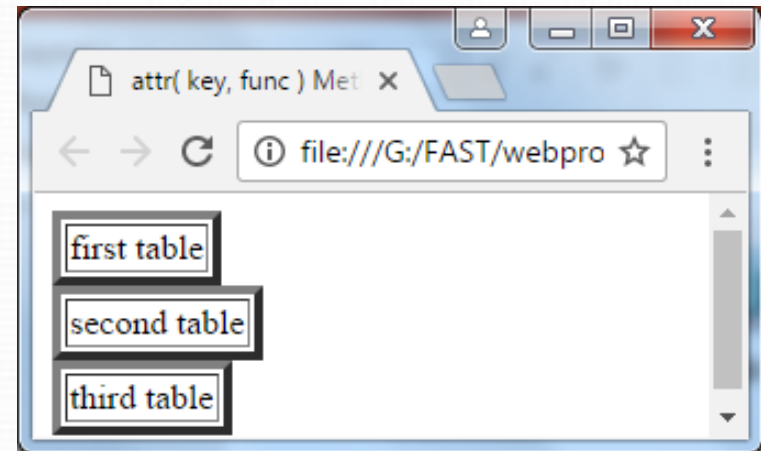 attr( key, func ) Met
file:///G:/FAST/webpro
first table
second table
third table